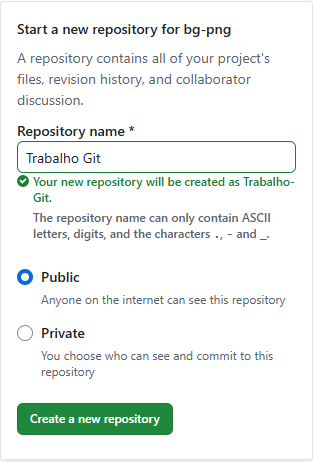 Start a new repository for bg-png
A repository contains all of your project's
files, revision history, and collaborator
discussion.
Repository name *
Trabalho Git
Your new repository will be created as Trabalho-
Git.
The repository name can only contain ASCII
letters, digits, and the characters ., - and _.
Public
Anyone on the internet can see this repository
Private
You choose who can see and commit to this
repository
Create a new repository